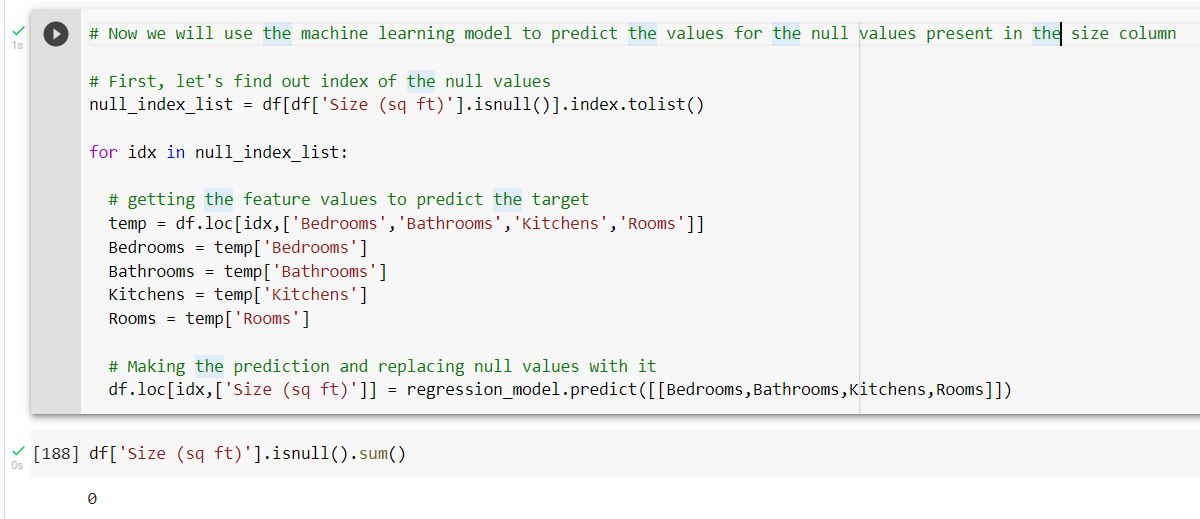 # Now we will use the machine learning model to predict the values for the null values present in the size column
1s
# First, let's find out index of the null values
null_index_list = df[df['Size (sq ft)'].isnull()].index.tolist()
for idx in null_index_list:
# getting the feature values to predict the target
temp = df.loc[idx,['Bedrooms','Bathrooms','Kitchens','Rooms']]
Bedrooms = temp['Bedrooms']
Bathrooms = temp['Bathrooms']
Kitchens = temp['Kitchens']
Rooms = temp['Rooms']
# Making the prediction and replacing null values with it
df.loc[idx,['Size (sq ft)']] = regression_model.predict([[Bedrooms,Bathrooms,Kitchens,Rooms]])
[188] df['Size (sq ft)'].isnull().sum()
0s
0